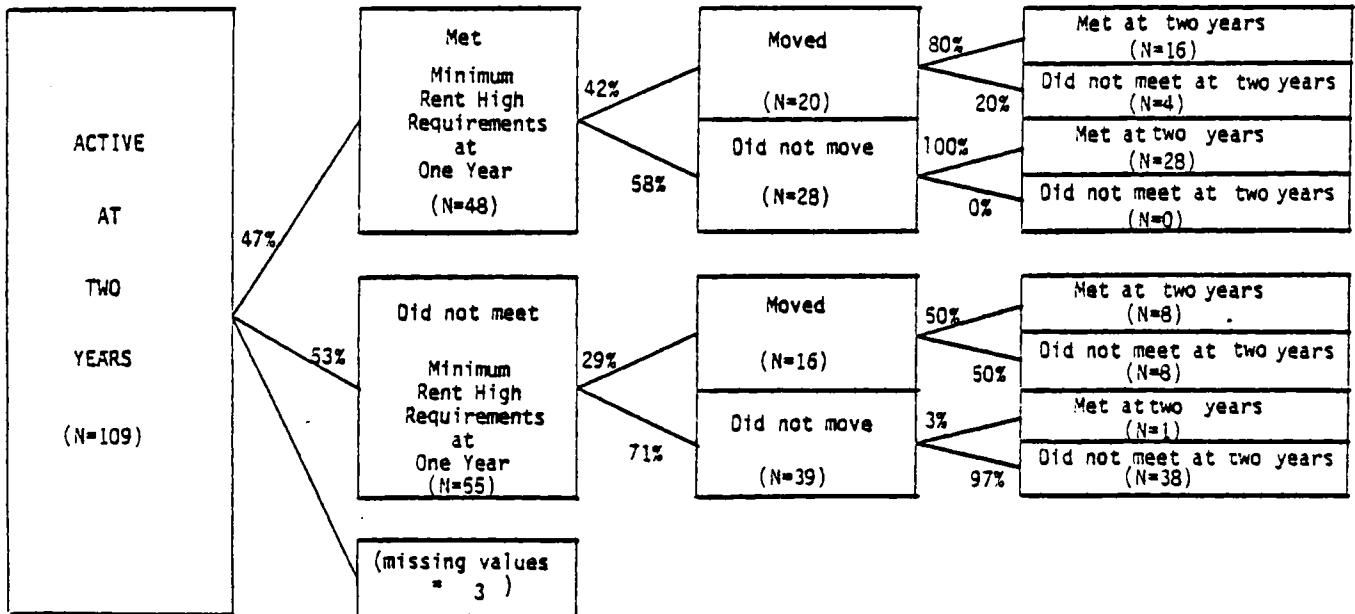 ACTIVE
AT
TWO
YEARS
(N=109)
47%
53%
Met
Minimum
Rent High
Requirements
at
One Year
(N=48)
42%
58%
Moved
(N=20)
Did not move
(N=28)
80%
20%
100%
0%
Met at two years
(N=16)
Did not meet at two years
(N=4)
Met at two years
(N=28)
Did not meet at two years
(N=0)
Did not meet
Minimum
Rent High
Requirements
at
One Year
(N=55)
29%
71%
Moved
(N=16)
Did not move
(N=39)
50%
50%
3%
97%
Met at two years
(N=8)
Did not meet at two years
(N=8)
Met at two years
(N=1)
Did not meet at two years
(N=38)
(missing values
= 3 )